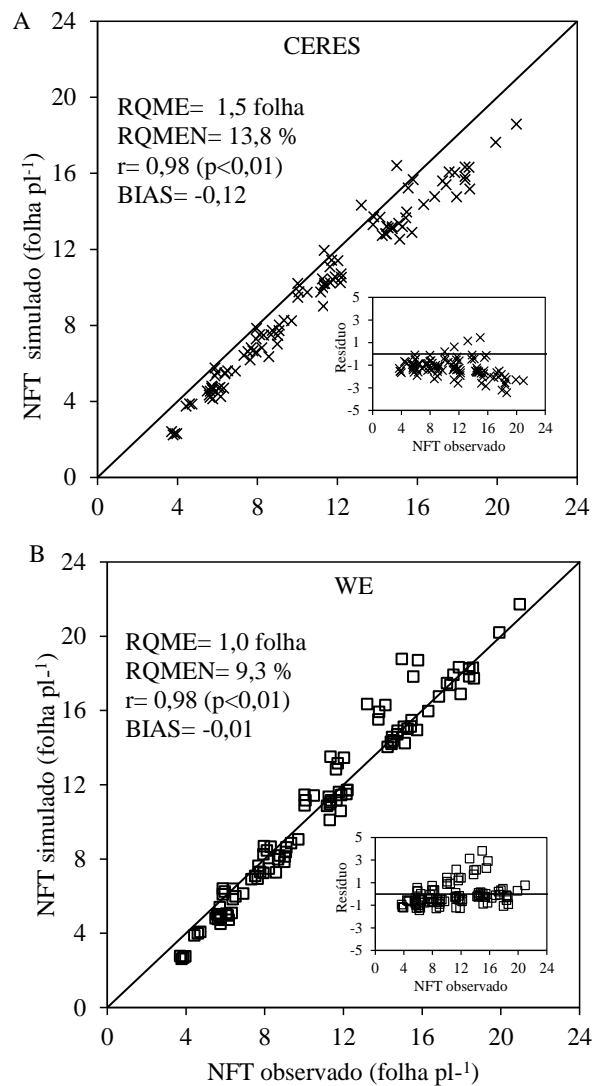 A
CERES
RQME= 1,5 folha
RQMEN= 13,8 %
r= 0,98 (p<0,01)
BIAS= -0,12
NFT simulado (folha pl-1)
24
20
16
12
8
4
0
0 4 8 12 16 20 24
Resíduo
5
3
1
-1
-3
-5
0 4 8 12 16 20 24
NFT observado
B
WE
RQME= 1,0 folha
RQMEN= 9,3 %
r= 0,98 (p<0,01)
BIAS= -0,01
NFT simulado (folha pl-1)
24
20
16
12
8
4
0
0 4 8 12 16 20 24
Resíduo
5
3
1
-1
-3
-5
0 4 8 12 16 20 24
NFT observado
NFT observado (folha pl-1)